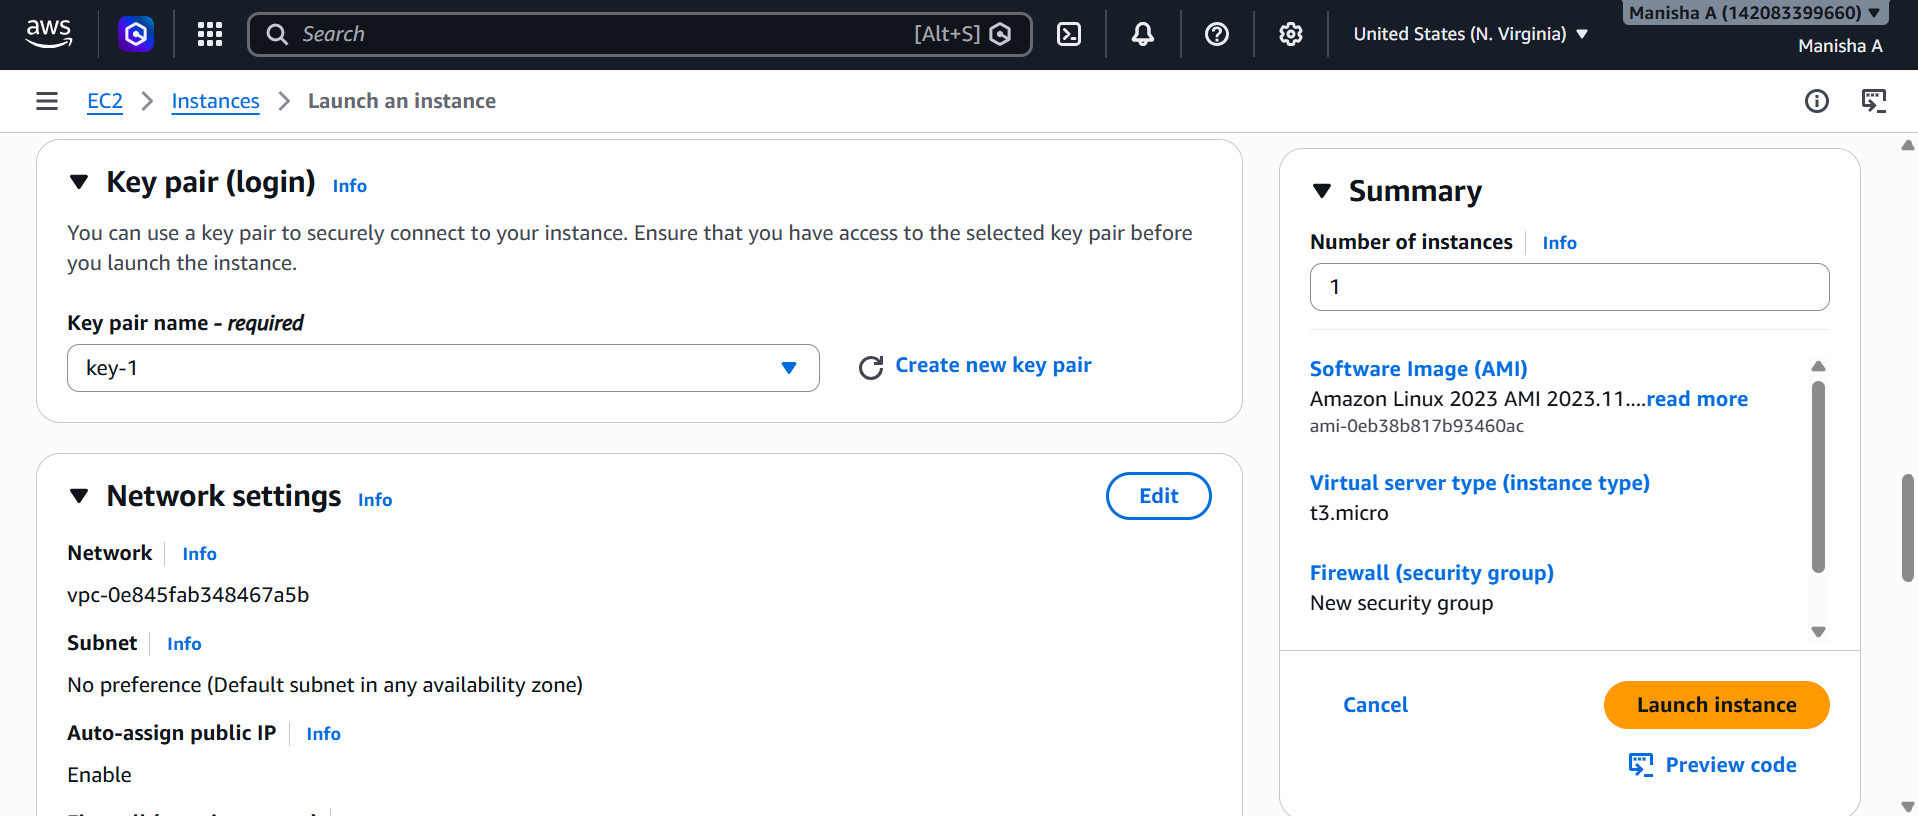 aws
Search [Alt+S]
United States (N. Virginia)
Manisha A (142083399660)
Manisha A
EC2 Instances Launch an instance
Key pair (login) Info
You can use a key pair to securely connect to your instance. Ensure that you have access to the selected key pair before
you launch the instance.
Key pair name - required
key-1
Create new key pair
Network settings Info
Edit
Network Info
vpc-0e845fab348467a5b
Subnet Info
No preference (Default subnet in any availability zone)
Auto-assign public IP Info
Enable
Summary
Number of instances Info
1
Software Image (AMI)
Amazon Linux 2023 AMI 2023.11....read more
ami-0eb38b817b93460ac
Virtual server type (instance type)
t3.micro
Firewall (security group)
New security group
Cancel
Launch instance
Preview code